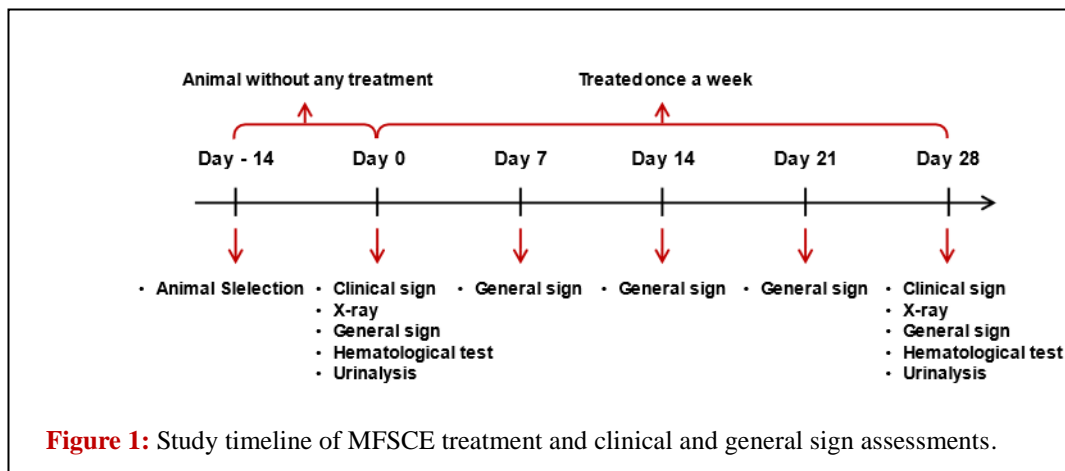 Animal without any treatment
Treated once a week
Day - 14
Day 0
Day 7
Day 14
Day 21
Day 28
• Animal Slelection
• Clinical sign
• X-ray
• General sign
• Hematological test
• Urinalysis
• General sign
• General sign
• General sign
• Clinical sign
• X-ray
• General sign
• Hematological test
• Urinalysis
Figure 1: Study timeline of MFSCE treatment and clinical and general sign assessments.